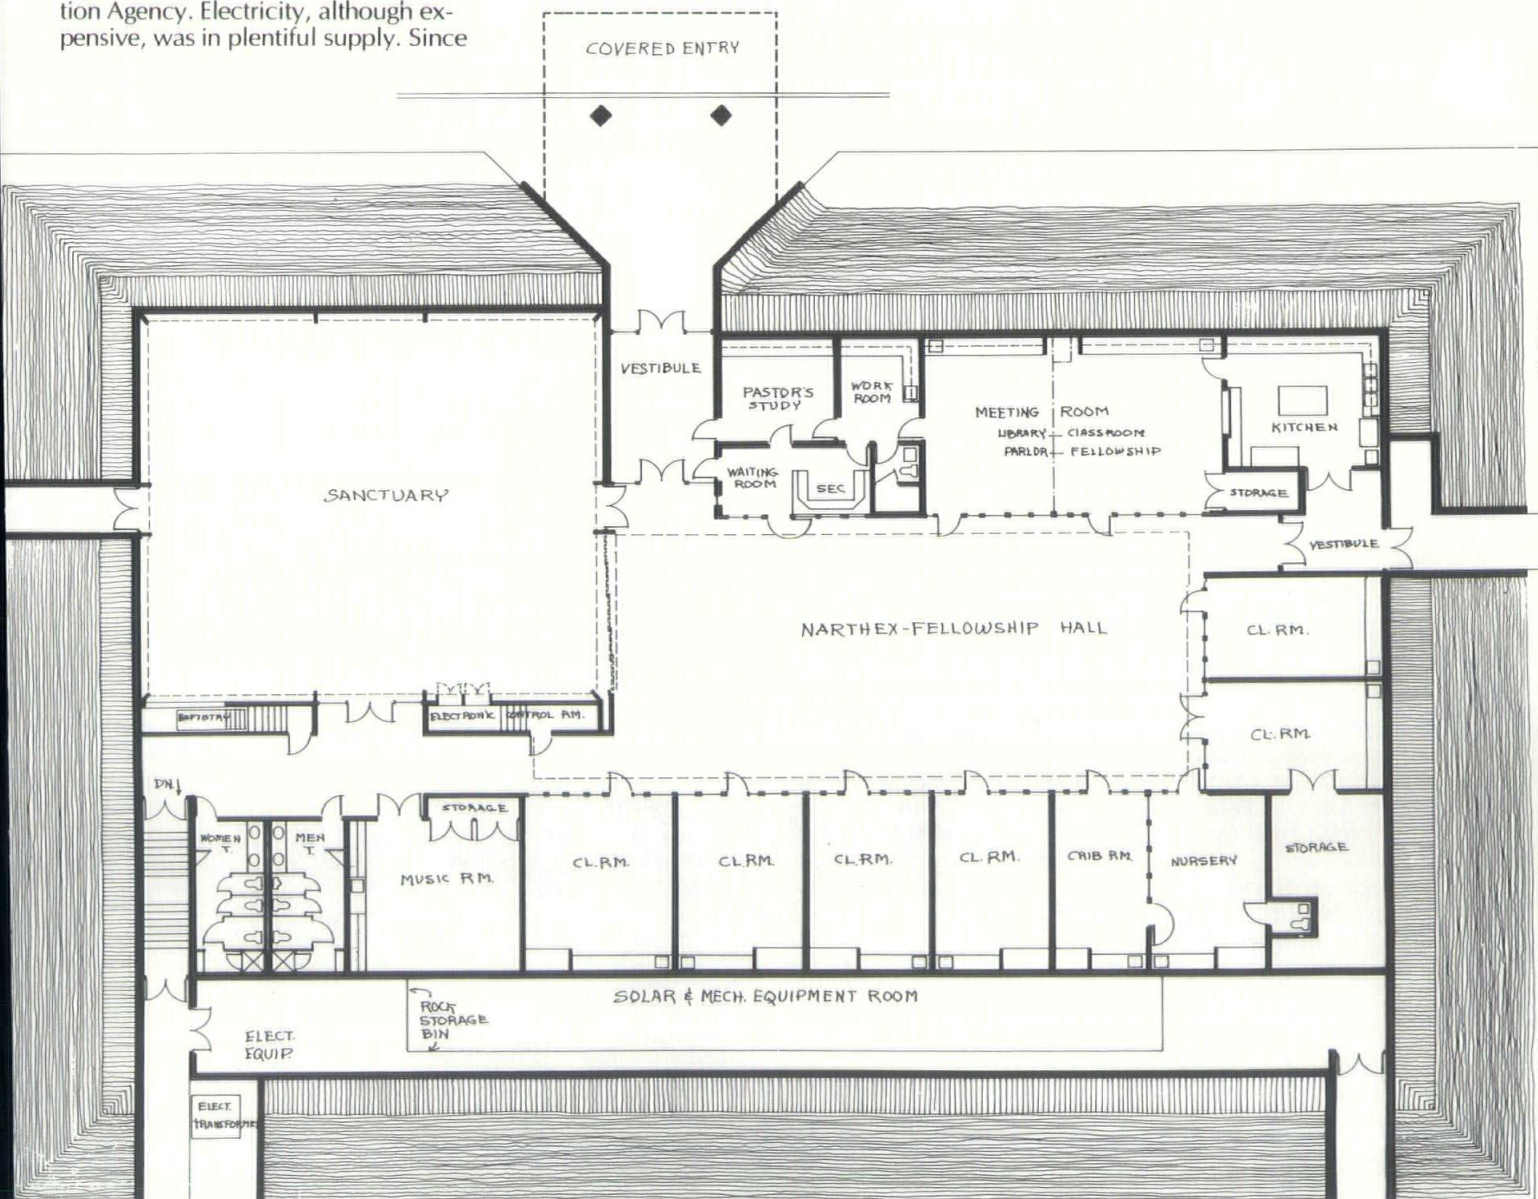 tion Agency. Electricity, although ex-
pensive, was in plentiful supply. Since
COVERED ENTRY
VESTIBULE
PASTOR'S
STUDY
WORK
ROOM
MEETING ROOM
LIBRARY - CLASSROOM
PARLOR - FELLOWSHIP
KITCHEN
WAITING
ROOM
SEC
STORAGE
SANCTUARY
VESTIBULE
NARTHEX-FELLOWSHIP HALL
CL. RM.
BAPTISTRY
ELECTRONIC CONTROL RM.
CL. RM.
DN.
STORAGE
WOMEN
T.
MEN
T.
MUSIC RM.
CL. RM.
CL. RM.
CL. RM.
CL. RM.
CRIB RM.
NURSERY
STORAGE
SOLAR & MECH. EQUIPMENT ROOM
ROCK
STORAGE
BIN
ELECT.
EQUIP.
ELECT.
TRANSFORMER